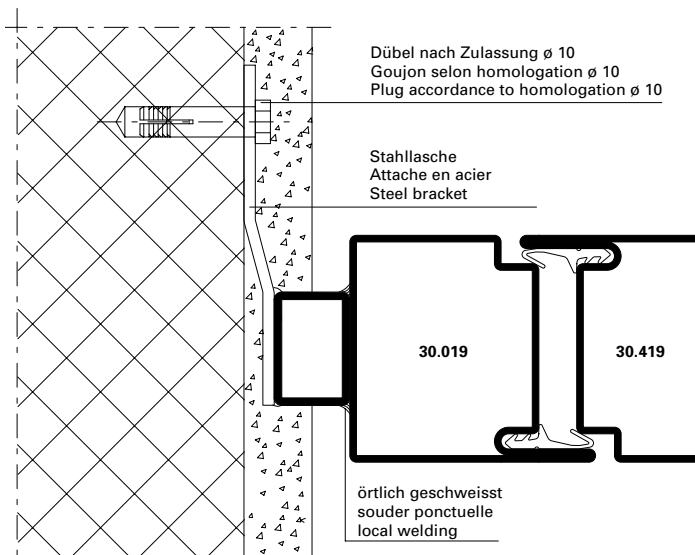 Dübel nach Zulassung ø 10
Goujon selon homologation ø 10
Plug accordance to homologation ø 10
Stahllasche
Attache en acier
Steel bracket
30.019
30.419
örtlich geschweisst
souder ponctuelle
local welding